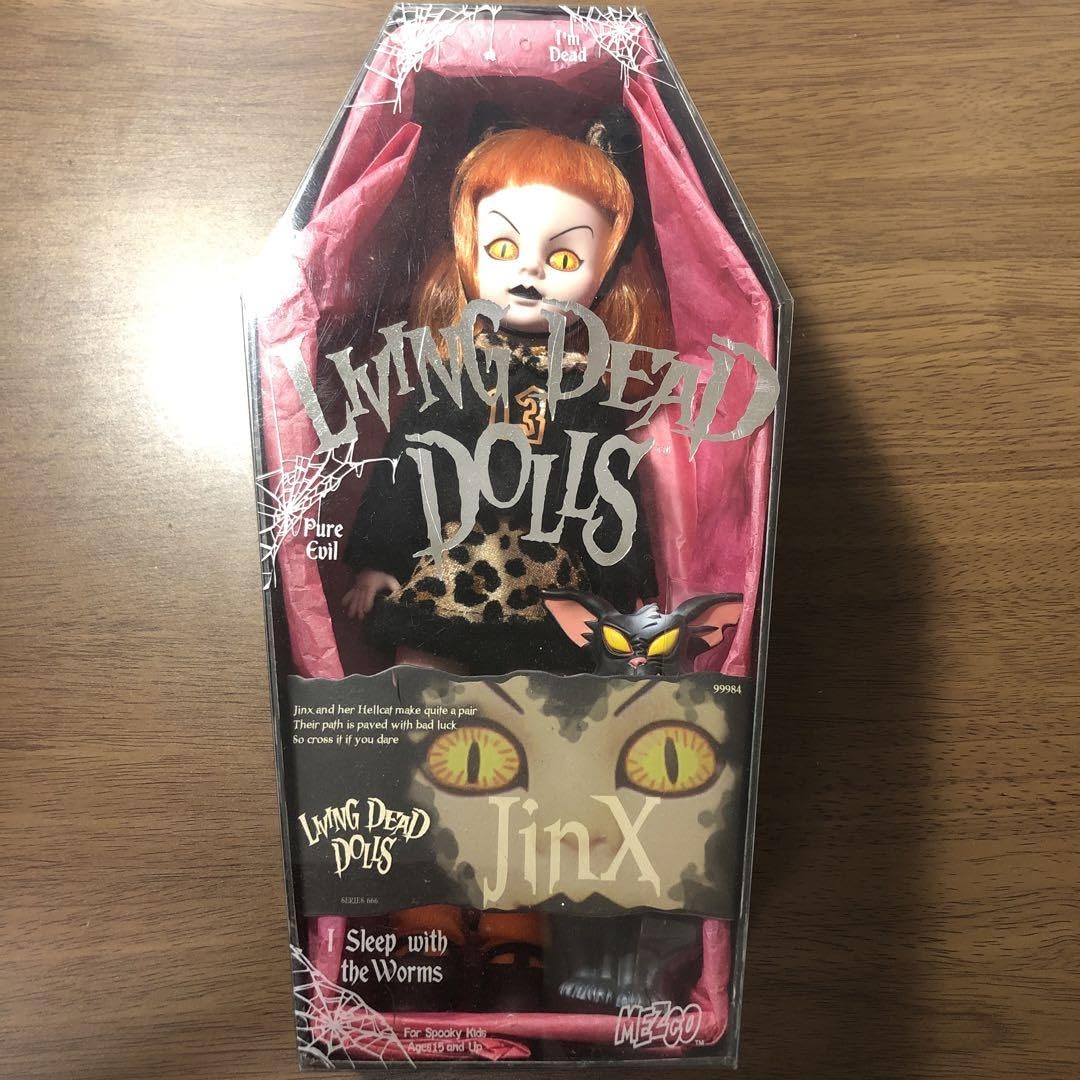 I'm
Dead
LIVING DEAD
DOLLS
13
Pure
Evil
99984
Jinx and her Hellcat make quite a pair
Their path is paved with bad luck
So cross it if you dare
LIVING DEAD
DOLLS
JinX
SERIES 666
I Sleep with
the Worms
MEZCO TM
For Spooky Kids
Ages 15 and Up